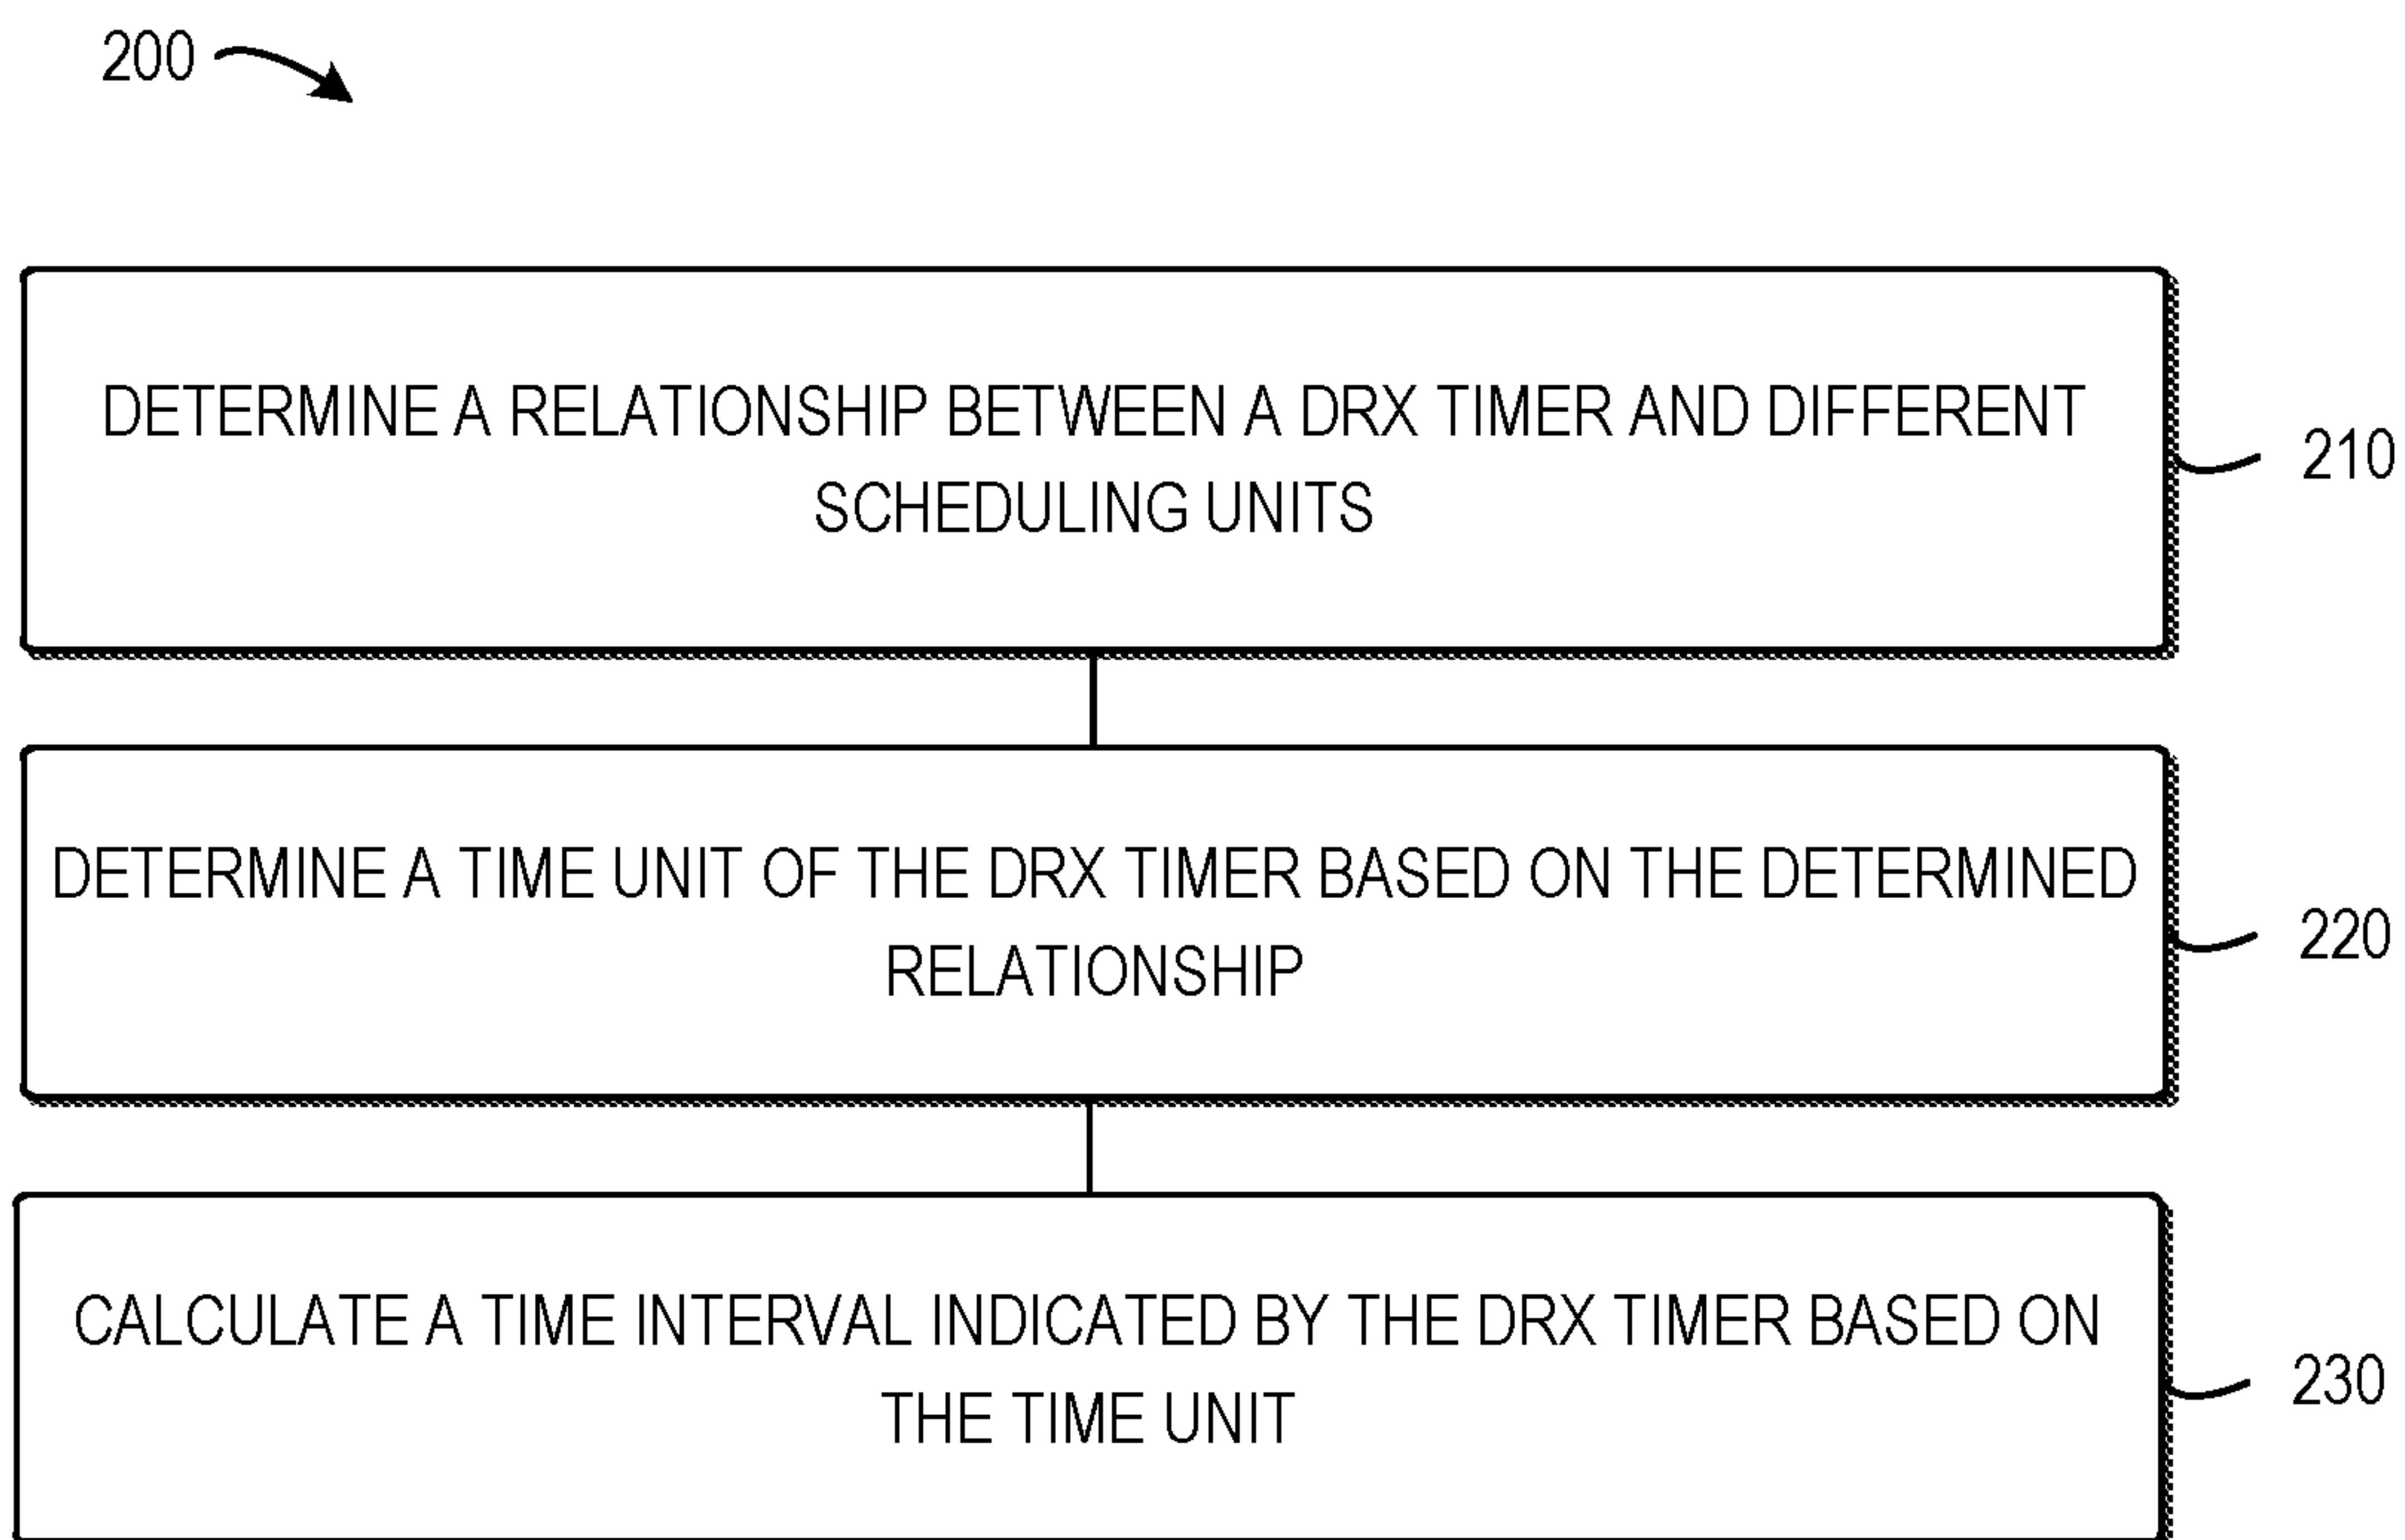 200
DETERMINE A RELATIONSHIP BETWEEN A DRX TIMER AND DIFFERENT
SCHEDULING UNITS
210
DETERMINE A TIME UNIT OF THE DRX TIMER BASED ON THE DETERMINED
RELATIONSHIP
220
CALCULATE A TIME INTERVAL INDICATED BY THE DRX TIMER BASED ON
THE TIME UNIT
230